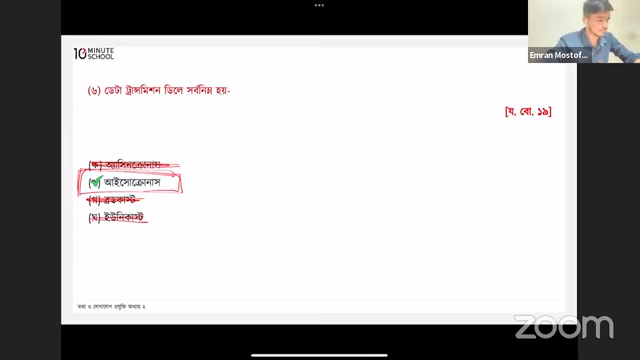 10 MINUTE
SCHOOL
Emran Mostof...
(৬) ডেটা ট্রান্সমিশন ডিলে সর্বনিম্ন হয়-
[য. বো. ১৯]
(ক) অ্যাসিনক্রোনাস
(খ) আইসোক্রোনাস
(গ) ব্রডকাস্ট
(ঘ) ইউনিকাস্ট
তথ্য ও যোগাযোগ প্রযুক্তি অধ্যায় ২
zoom